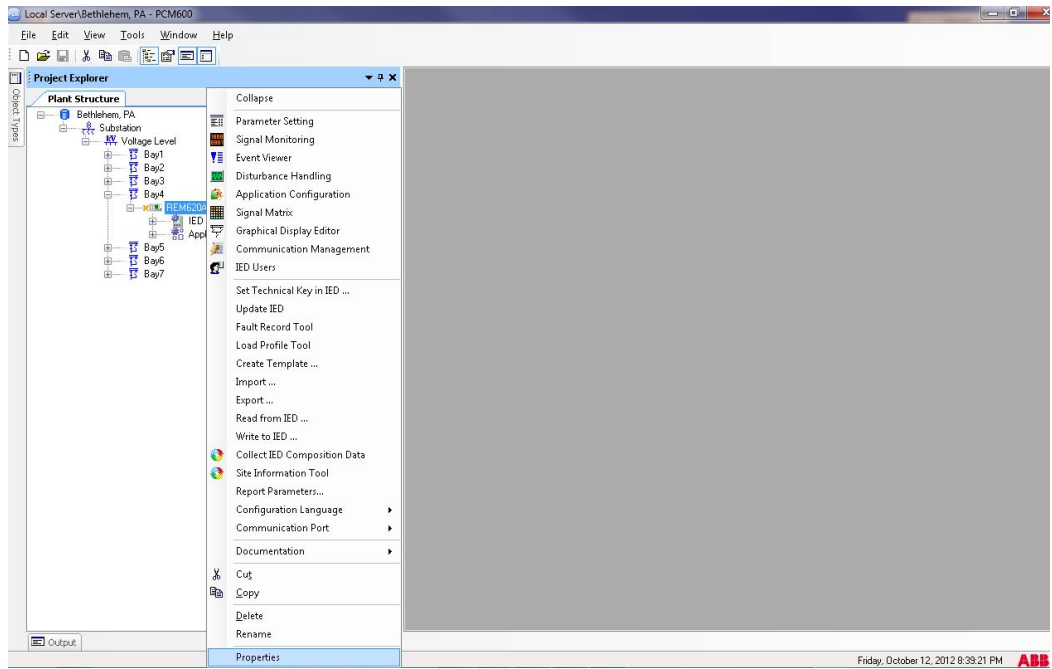 Local Server\Bethlehem, PA - PCM600
File Edit View Tools Window Help
Project Explorer
Object Types
Plant Structure
Bethlehem, PA
Substation
Voltage Level
Bay1
Bay2
Bay3
Bay4
REM620A
IED
Appl
Bay5
Bay6
Bay7
Collapse
Parameter Setting
Signal Monitoring
Event Viewer
Disturbance Handling
Application Configuration
Signal Matrix
Graphical Display Editor
Communication Management
IED Users
Set Technical Key in IED ...
Update IED
Fault Record Tool
Load Profile Tool
Create Template ...
Import ...
Export ...
Read from IED ...
Write to IED ...
Collect IED Composition Data
Site Information Tool
Report Parameters...
Configuration Language
Communication Port
Documentation
Cut
Copy
Delete
Rename
Properties
Output
Friday, October 12, 2012 8:39:21 PM ABB